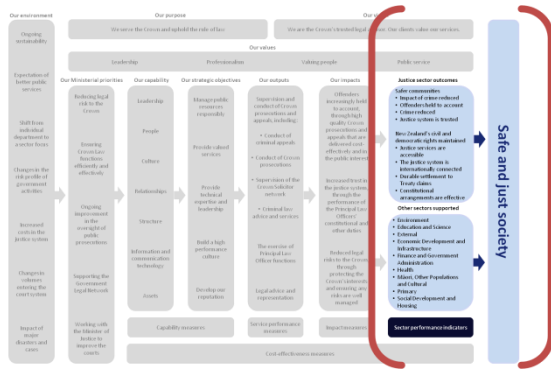 Our environment
Our purpose
Our v
We serve the Crown and uphold the rule of law
We are the Crown's trusted legal
Our clients value our services.
Our values
Leadership
Professionalism
Valuing people
Public service
Ongoing
sustainability
Expectation of
better public
services
Shift from
individual
department to
a sector focus
Changes in
the risk profile of
government
activities
Increased
costs in the
justice system
Changes in
volumes
entering the
court system
Impact of
major
disasters and
cases
Our Ministerial priorities
Reducing legal
risk to the
Crown
Ensuring
Crown Law
functions
efficiently and
effectively
Ongoing
improvement
in the
oversight of
public
prosecutions
Supporting the
Government
Legal Network
Working with
the Minister of
Justice to
improve the
courts
Our capability
Leadership
People
Culture
Relationships
Structure
Information and
communication
technology
Assets
Our strategic objectives
Manage public
resources
responsibly
Provide valued
services
Provide
technical
expertise and
leadership
Build a high
performance
culture
Develop our
reputation
Capability measures
Our outputs
Supervision and
conduct of Crown
prosecutions and
appeals, including:
• Conduct of
criminal appeals
• Conduct of Crown
prosecutions
• Supervision of the
Crown Solicitor
network
• Criminal law
advice and services
The exercise of
Principal Law
Officer functions
Legal advice and
representation
Service performance
measures
Our impacts
Offenders
increasingly held
to account,
through high
quality Crown
prosecutions and
appeals that are
delivered cost-
effectively and in
the public interest
Increased trust in
the justice system,
through the
performance of
the Principal Law
Officers'
constitutional and
other duties
Reduced legal
risks to the Crown
through
protecting the
Crown's interests
and ensuring any
risks are well
managed
Impact measures
Cost-effectiveness measures
Justice sector outcomes
Safer communities
• Impact of crime reduced
• Offenders held to account
• Crime reduced
• Justice system is trusted
New Zealand's civil and
democratic rights maintained
• Justice services are
accessible
• The justice system is
internationally connected
• Durable settlement to
Treaty claims
• Constitutional
arrangements are effective
Other sectors supported
• Environment
• Education and Science
• External
• Economic Development and
Infrastructure
• Finance and Government
Administration
• Health
• Māori, Other Populations
and Cultural
• Primary
• Social Development and
Housing
Sector performance indicators
Safe and just society